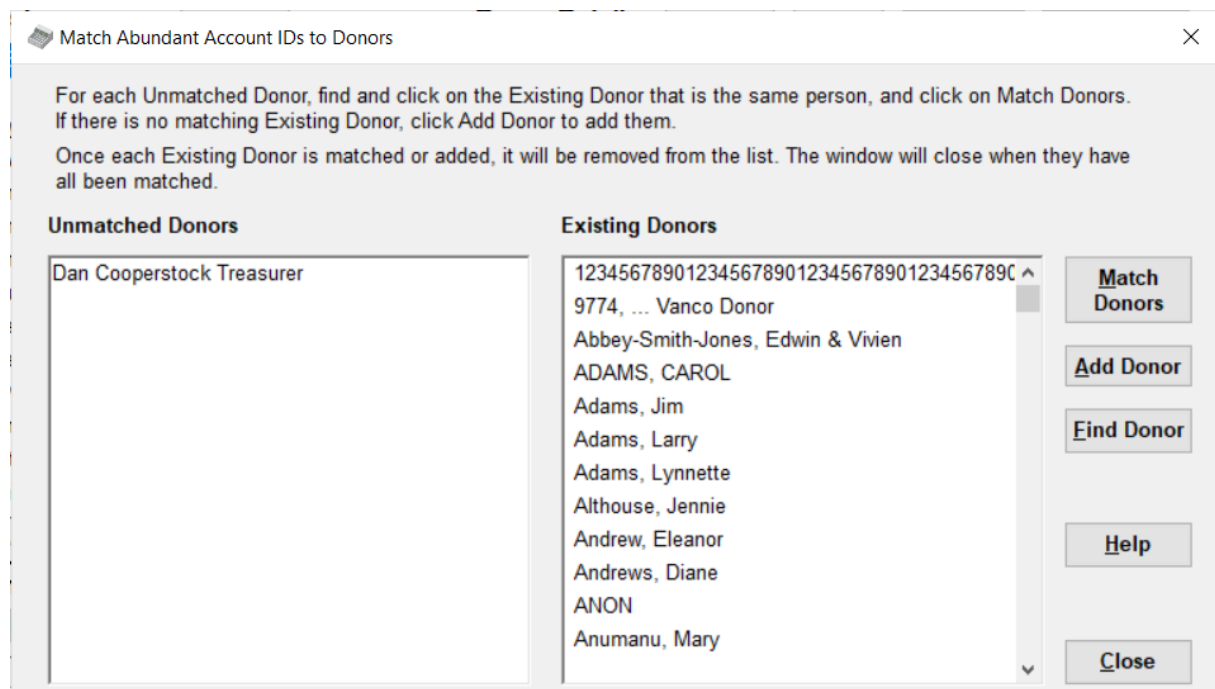 Match Abundant Account IDs to Donors
For each Unmatched Donor, find and click on the Existing Donor that is the same person, and click on Match Donors.
If there is no matching Existing Donor, click Add Donor to add them.
Once each Existing Donor is matched or added, it will be removed from the list. The window will close when they have
all been matched.
Unmatched Donors
Existing Donors
Dan Cooperstock Treasurer
1234567890123456789012345678901234567890
9774, ... Vanco Donor
Abbey-Smith-Jones, Edwin & Vivien
ADAMS, CAROL
Adams, Jim
Adams, Larry
Adams, Lynnette
Althouse, Jennie
Andrew, Eleanor
Andrews, Diane
ANON
Anumanu, Mary
Match
Donors
Add Donor
Find Donor
Help
Close